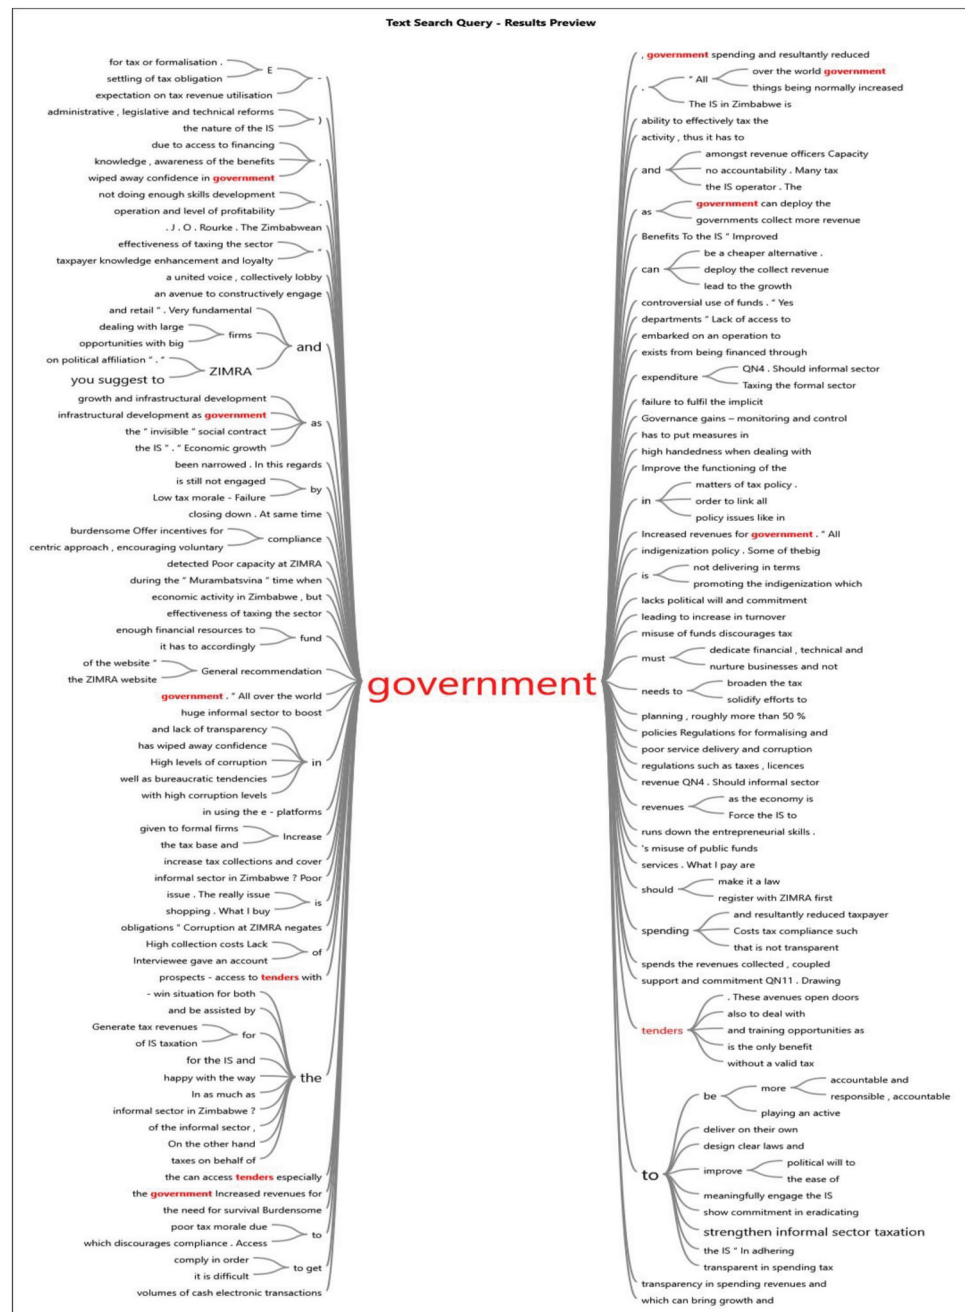 Text Search Query - Results Preview
for tax or formalisation .
settling of tax obligation
E
expectation on tax revenue utilisation
-
administrative , legislative and technical reforms
the nature of the IS
)
due to access to financing
knowledge , awareness of the benefits
wiped away confidence in government
,
not doing enough skills development
operation and level of profitability
.
. J . O . Rourke . The Zimbabwean
effectiveness of taxing the sector
taxpayer knowledge enhancement and loyalty
"
a united voice , collectively lobby
an avenue to constructively engage
and retail " . Very fundamental
dealing with large
opportunities with big
firms
on political affiliation " . "
you suggest to
ZIMRA
and
growth and infrastructural development
infrastructural development as government
the " invisible " social contract
the IS " . " Economic growth
as
been narrowed . In this regards
is still not engaged
Low tax morale - Failure
by
closing down . At same time
burdensome Offer incentives for
centric approach , encouraging voluntary
compliance
detected Poor capacity at ZIMRA
during the " Murambatsvina " time when
economic activity in Zimbabwe , but
effectiveness of taxing the sector
enough financial resources to
it has to accordingly
fund
of the website "
the ZIMRA website
General recommendation
government . " All over the world
huge informal sector to boost
and lack of transparency
has wiped away confidence
High levels of corruption
well as bureaucratic tendencies
with high corruption levels
in
in using the e - platforms
given to formal firms
the tax base and
Increase
increase tax collections and cover
informal sector in Zimbabwe ? Poor
issue . The really issue
shopping . What I buy
is
obligations " Corruption at ZIMRA negates
High collection costs Lack
Interviewee gave an account
of
prospects - access to tenders with
- win situation for both
and be assisted by
Generate tax revenues
of IS taxation
for
for the IS and
happy with the way
In as much as
informal sector in Zimbabwe ?
of the informal sector ,
On the other hand
taxes on behalf of
the
the can access tenders especially
the government Increased revenues for
the need for survival Burdensome
poor tax morale due
which discourages compliance . Access
to
comply in order
it is difficult
to get
volumes of cash electronic transactions
government
, government spending and resultantly reduced
.
" All
over the world government
things being normally increased
The IS in Zimbabwe is
ability to effectively tax the
activity , thus it has to
and
amongst revenue officers Capacity
no accountability . Many tax
the IS operator . The
as
government can deploy the
governments collect more revenue
Benefits To the IS " Improved
can
be a cheaper alternative .
deploy the collect revenue
lead to the growth
controversial use of funds . " Yes
departments " Lack of access to
embarked on an operation to
exists from being financed through
expenditure
QN4 . Should informal sector
Taxing the formal sector
failure to fulfil the implicit
Governance gains – monitoring and control
has to put measures in
high handedness when dealing with
Improve the functioning of the
in
matters of tax policy .
order to link all
policy issues like in
Increased revenues for government . " All
indigenization policy . Some of thebig
is
not delivering in terms
promoting the indigenization which
lacks political will and commitment
leading to increase in turnover
misuse of funds discourages tax
must
dedicate financial , technical and
nurture businesses and not
needs to
broaden the tax
solidify efforts to
planning , roughly more than 50 %
policies Regulations for formalising and
poor service delivery and corruption
regulations such as taxes , licences
revenue QN4 . Should informal sector
revenues
as the economy is
Force the IS to
runs down the entrepreneurial skills .
's misuse of public funds
services . What I pay are
should
make it a law
register with ZIMRA first
spending
and resultantly reduced taxpayer
Costs tax compliance such
that is not transparent
spends the revenues collected , coupled
support and commitment QN11 . Drawing
tenders
. These avenues open doors
also to deal with
and training opportunities as
is the only benefit
without a valid tax
to
be
more
accountable and
responsible , accountable
playing an active
deliver on their own
design clear laws and
improve
political will to
the ease of
meaningfully engage the IS
show commitment in eradicating
strengthen informal sector taxation
the IS " In adhering
transparent in spending tax
transparency in spending revenues and
which can bring growth and